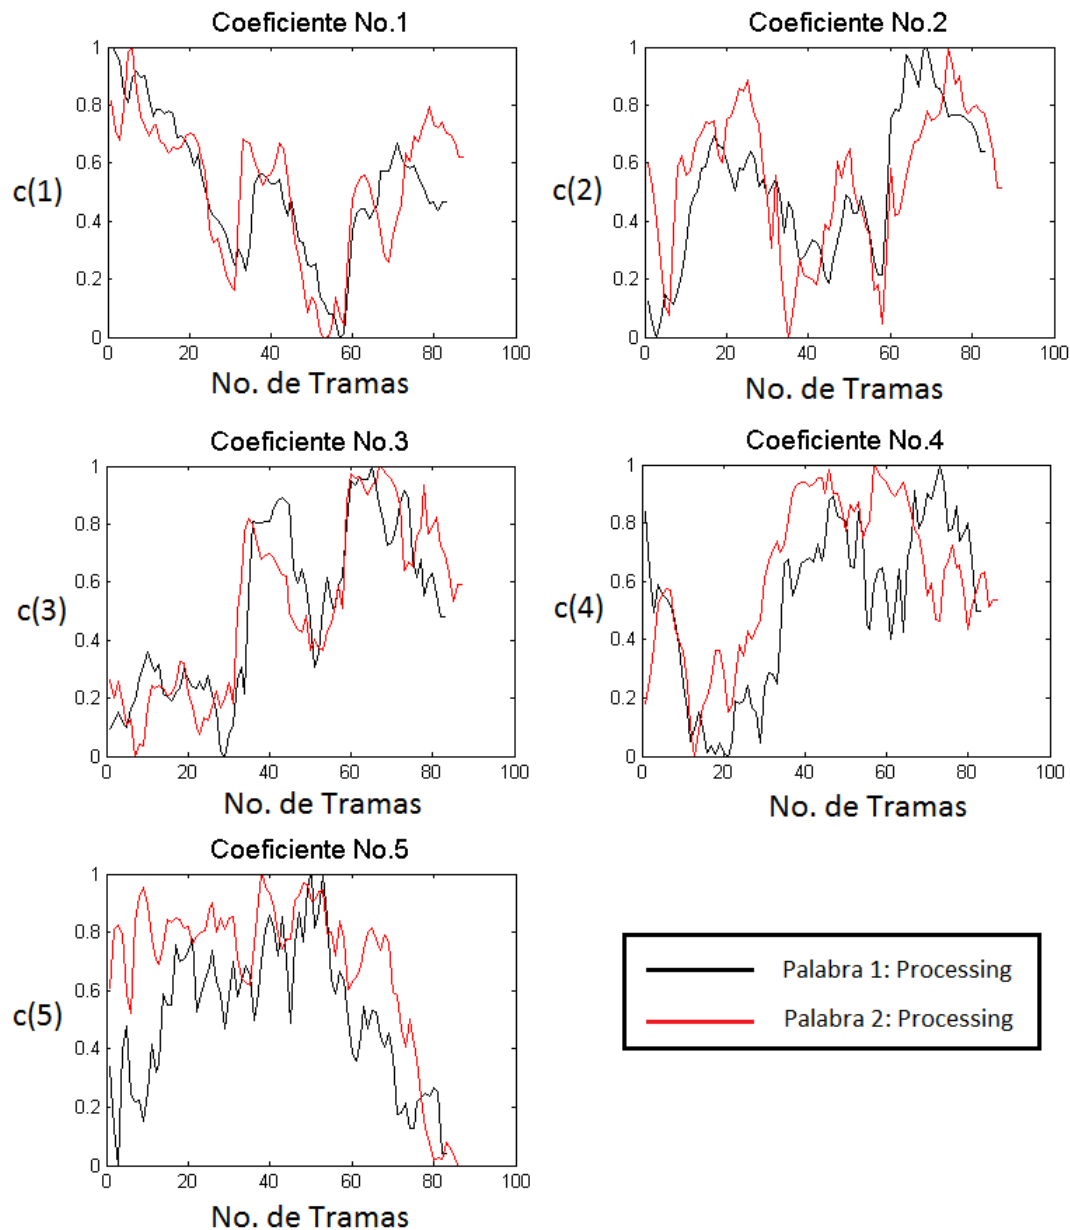 Coeficiente No.1
1
0.8
0.6
0.4
0.2
0
c(1)
0 20 40 60 80 100
No. de Tramas
Coeficiente No.2
1
0.8
0.6
0.4
0.2
0
c(2)
0 20 40 60 80 100
No. de Tramas
Coeficiente No.3
1
0.8
0.6
0.4
0.2
0
c(3)
0 20 40 60 80 100
No. de Tramas
Coeficiente No.4
1
0.8
0.6
0.4
0.2
0
c(4)
0 20 40 60 80 100
No. de Tramas
Coeficiente No.5
1
0.8
0.6
0.4
0.2
0
c(5)
0 20 40 60 80 100
No. de Tramas
Palabra 1: Processing
Palabra 2: Processing